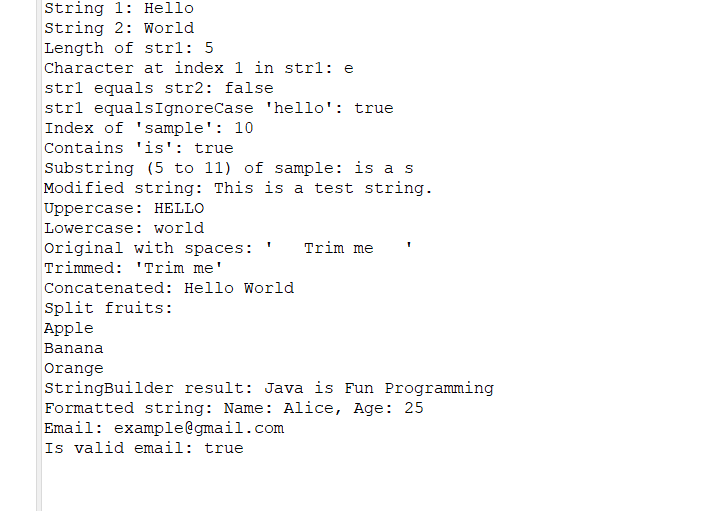 String 1: Hello
String 2: World
Length of str1: 5
Character at index 1 in str1: e
str1 equals str2: false
str1 equalsIgnoreCase 'hello': true
Index of 'sample': 10
Contains 'is': true
Substring (5 to 11) of sample: is a s
Modified string: This is a test string.
Uppercase: HELLO
Lowercase: world
Original with spaces: '   Trim me   '
Trimmed: 'Trim me'
Concatenated: Hello World
Split fruits:
Apple
Banana
Orange
StringBuilder result: Java is Fun Programming
Formatted string: Name: Alice, Age: 25
Email: example@gmail.com
Is valid email: true